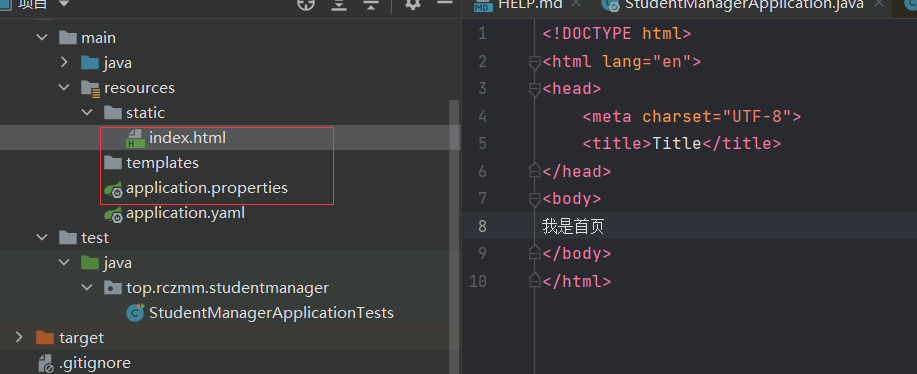 项目
main
java
resources
static
index.html
templates
application.properties
application.yaml
test
java
top.rczmm.studentmanager
StudentManagerApplicationTests
target
.gitignore
HELP.md
StudentManagerApplication.java
1 <!DOCTYPE html>
2 <html lang="en">
3 <head>
4 <meta charset="UTF-8">
5 <title>Title</title>
6 </head>
7 <body>
8 我是首页
9 </body>
10 </html>